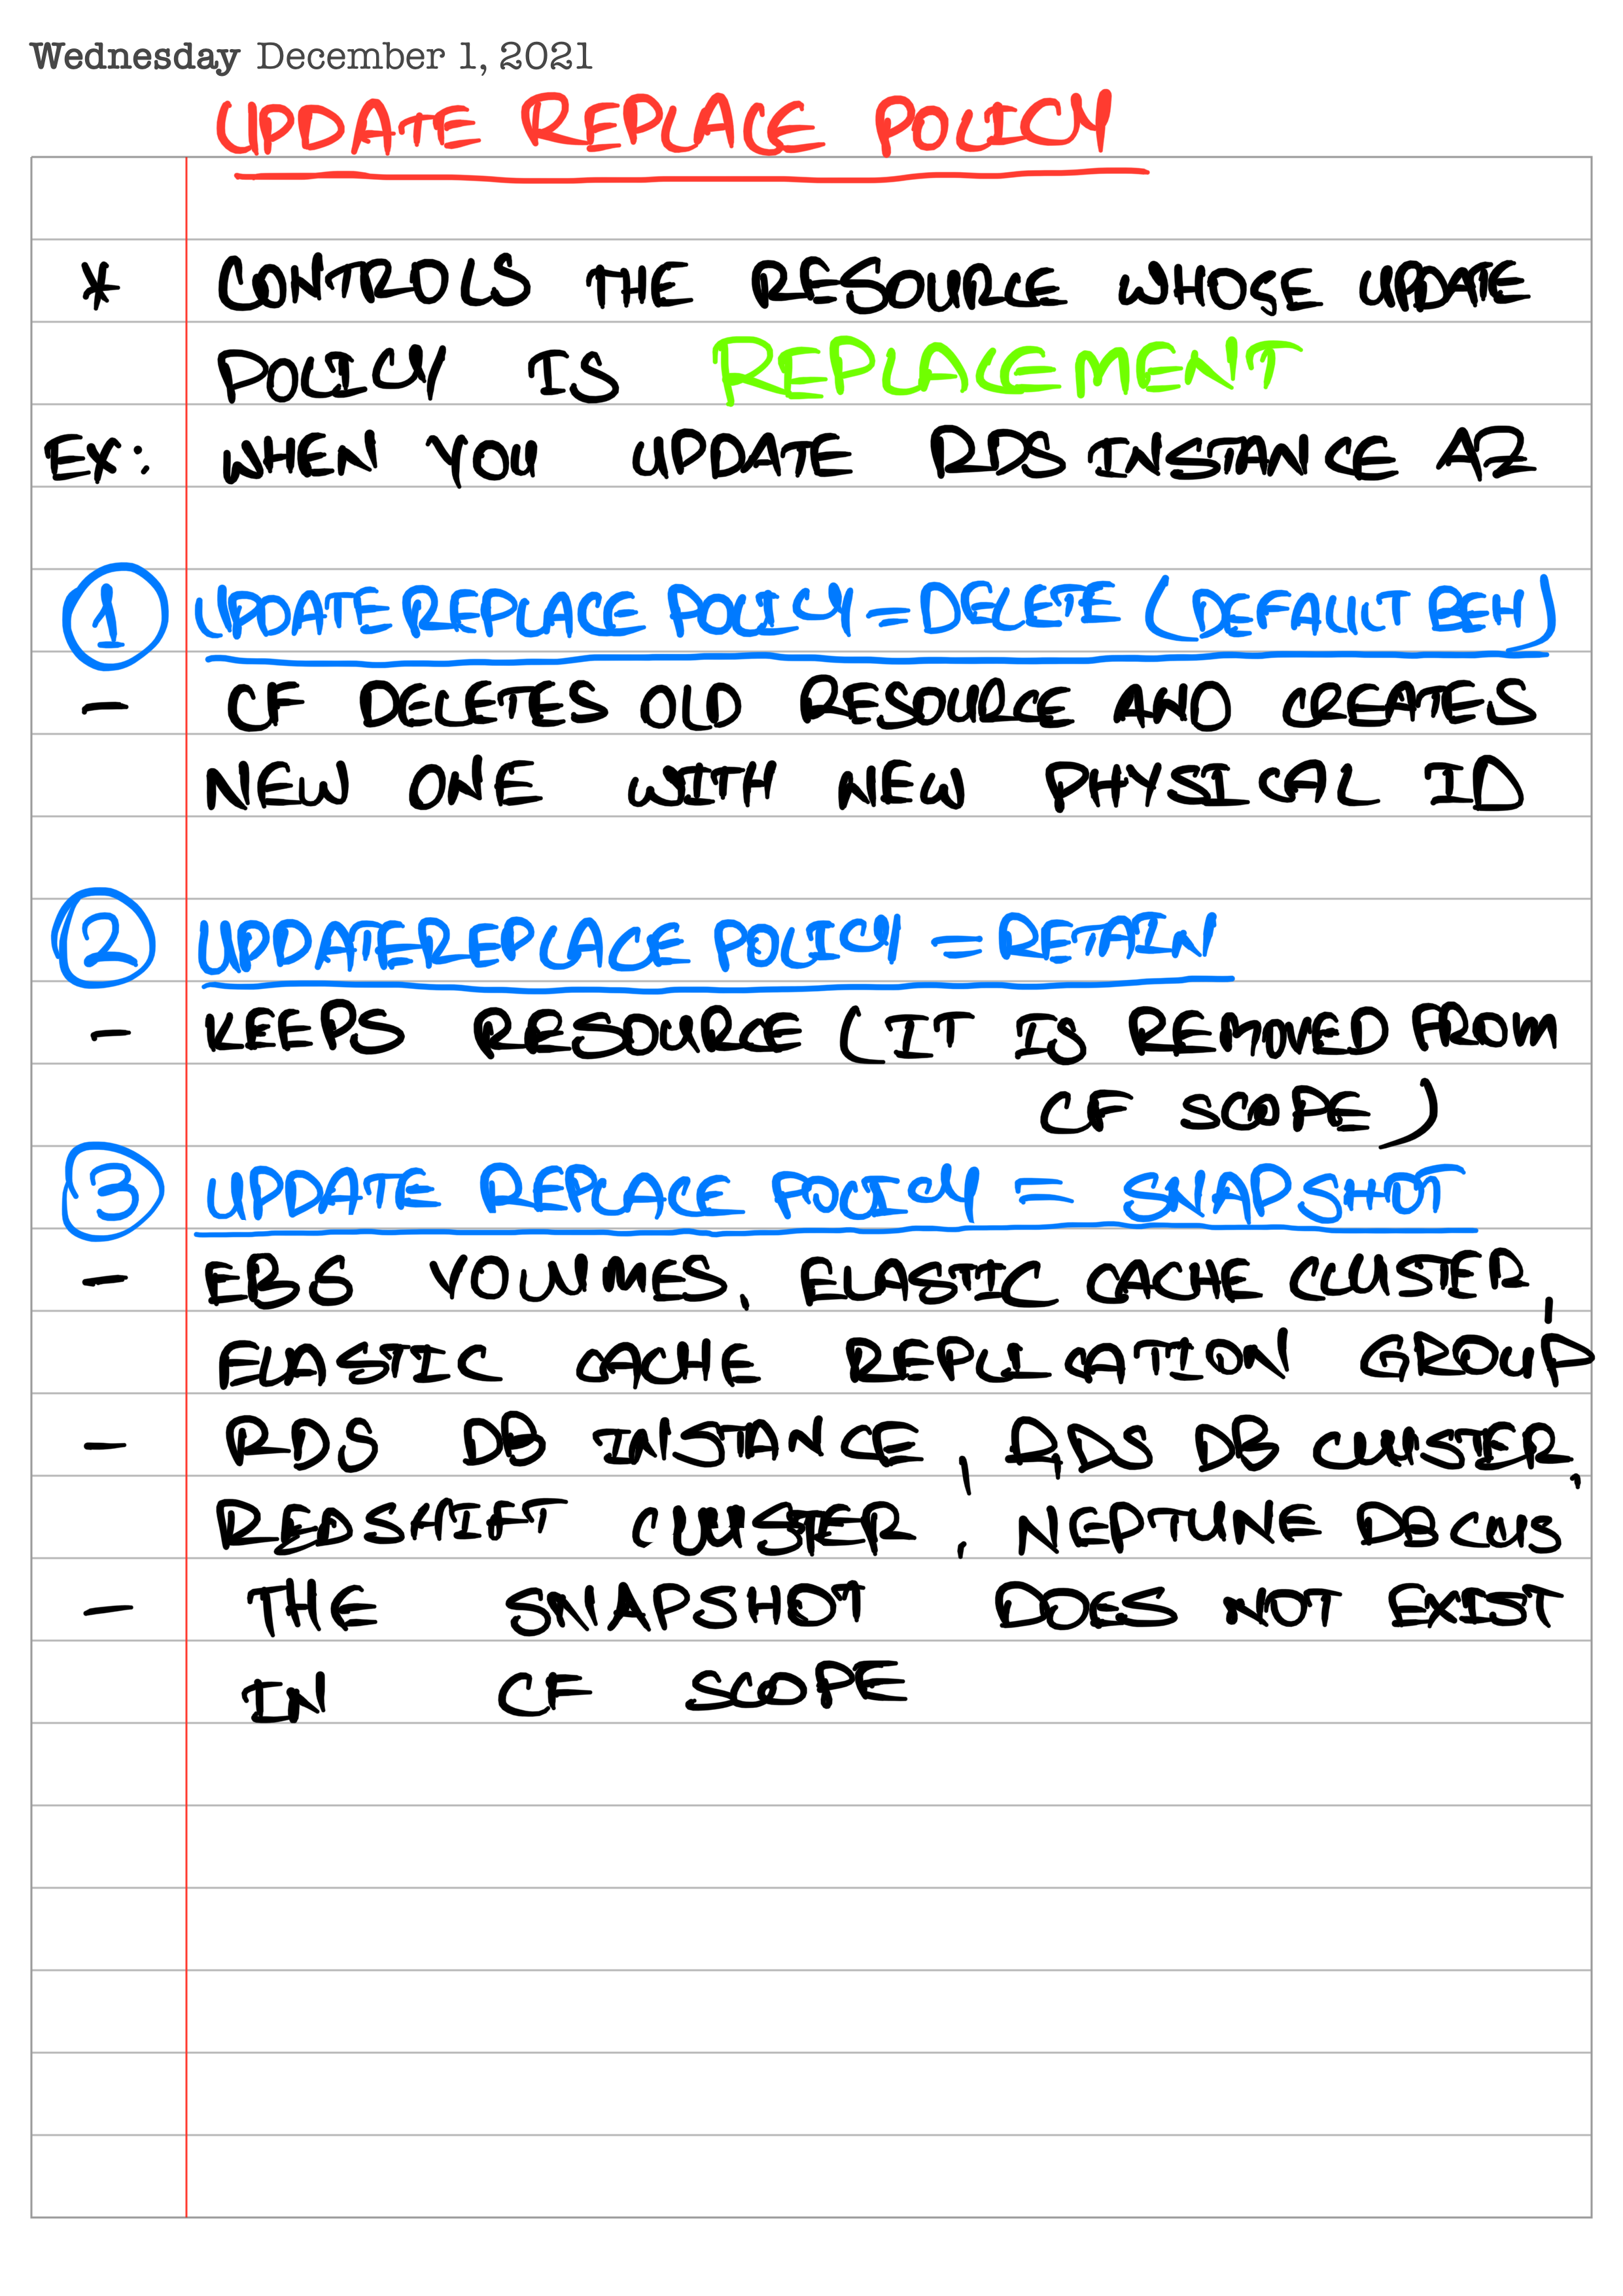 Wednesday December 1, 2021
UPDATE REPLACE POLICY
* CONTROLS THE RESOURCE WHOSE UPDATE
POLICY IS REPLACEMENT
EX: WHEN YOU UPDATE RDS INSTANCE AZ
1 UPDATE REPLACE POLICY = DELETE (DEFAULT BEH)
- CF DELETES OLD RESOURCE AND CREATES
NEW ONE WITH NEW PHYSICAL ID
2 UPDATE REPLACE POLICY = RETAIN
- KEEPS RESOURCE (IT IS REMOVED FROM
CF SCOPE)
3 UPDATE REPLACE POLICY = SNAPSHOT
- EBS VOLUMES, ELASTIC CACHE CLUSTER,
ELASTIC CACHE REPLICATION GROUP
- RDS DB INSTANCE, RDS DB CLUSTER,
REDSHIFT CLUSTER, NEPTUNE DB CLUS
- THE SNAPSHOT DOES NOT EXIST
IN CF SCOPE